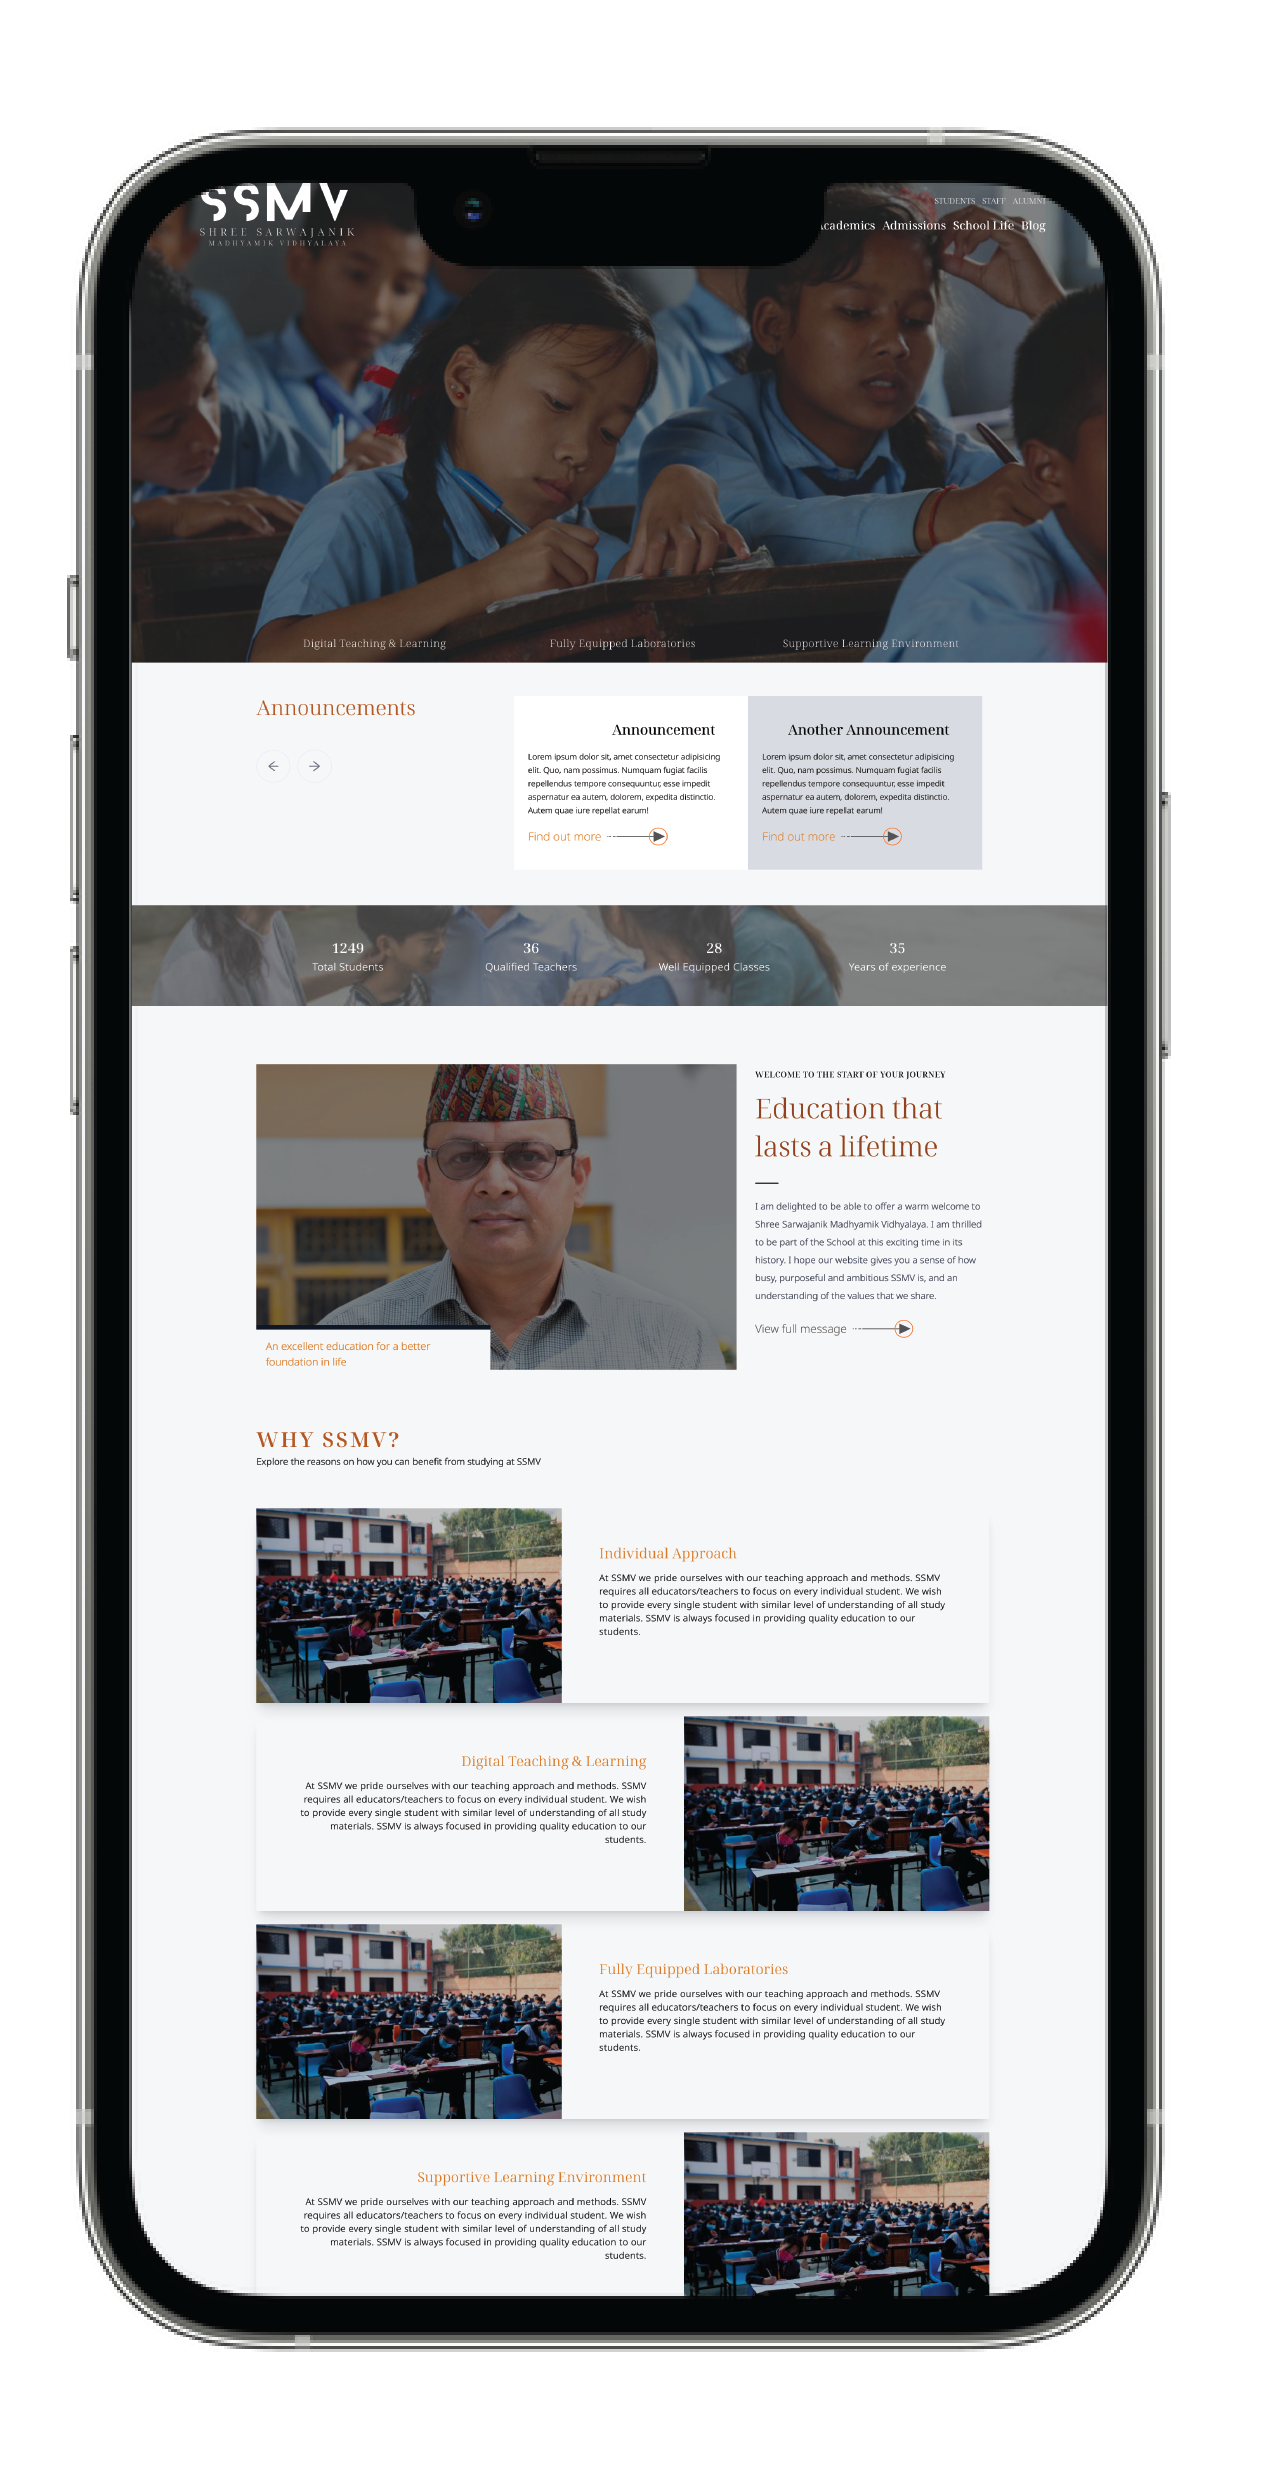 SSMV
SHREE SARWAJANIK
MADHYAMIK VIDHYALAYA
STUDENTS STAFF ALUMNI
Academics Admissions School Life Blog
Digital Teaching & Learning
Fully Equipped Laboratories
Supportive Learning Environment
Announcements
Announcement
Lorem ipsum dolor sit, amet consectetur adipisicing
elit. Quo, nam possimus. Numquam fugiat facilis
repellendus tempore consequuntur, esse impedit
aspernatur ea autem, dolorem, expedita distinctio.
Autem quae iure repellat earum!
Find out more
Another Announcement
Lorem ipsum dolor sit, amet consectetur adipisicing
elit. Quo, nam possimus. Numquam fugiat facilis
repellendus tempore consequuntur, esse impedit
aspernatur ea autem, dolorem, expedita distinctio.
Autem quae iure repellat earum!
Find out more
1249
Total Students
36
Qualified Teachers
28
Well Equipped Classes
35
Years of experience
An excellent education for a better
foundation in life
WELCOME TO THE START OF YOUR JOURNEY
Education that
lasts a lifetime
I am delighted to be able to offer a warm welcome to
Shree Sarwajanik Madhyamik Vidhyalaya. I am thrilled
to be part of the School at this exciting time in its
history. I hope our website gives you a sense of how
busy, purposeful and ambitious SSMV is, and an
understanding of the values that we share.
View full message
WHY SSMV?
Explore the reasons on how you can benefit from studying at SSMV
Individual Approach
At SSMV we pride ourselves with our teaching approach and methods. SSMV
requires all educators/teachers to focus on every individual student. We wish
to provide every single student with similar level of understanding of all study
materials. SSMV is always focused in providing quality education to our
students.
Digital Teaching & Learning
At SSMV we pride ourselves with our teaching approach and methods. SSMV
requires all educators/teachers to focus on every individual student. We wish
to provide every single student with similar level of understanding of all study
materials. SSMV is always focused in providing quality education to our
students.
Fully Equipped Laboratories
At SSMV we pride ourselves with our teaching approach and methods. SSMV
requires all educators/teachers to focus on every individual student. We wish
to provide every single student with similar level of understanding of all study
materials. SSMV is always focused in providing quality education to our
students.
Supportive Learning Environment
At SSMV we pride ourselves with our teaching approach and methods. SSMV
requires all educators/teachers to focus on every individual student. We wish
to provide every single student with similar level of understanding of all study
materials. SSMV is always focused in providing quality education to our
students.